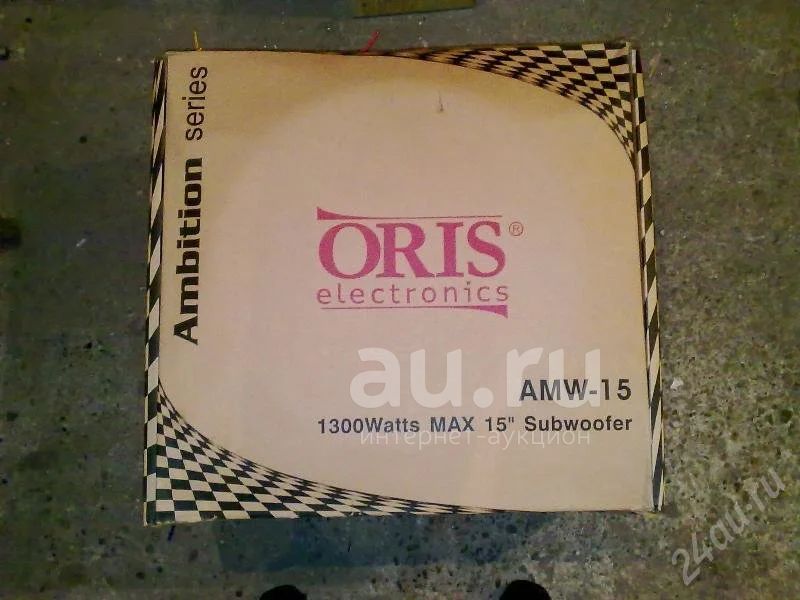 Ambition series
ORIS®
electronics
au.ru
AMW-15
1300Watts MAX 15" Subwoofer
интернет-аукцион
24au.ru